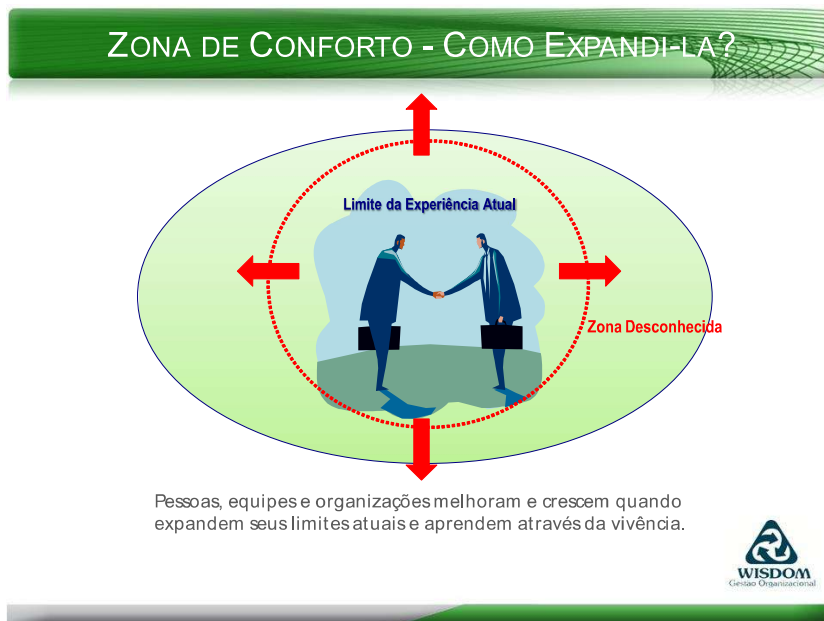 ZONA DE CONFORTO - COMO EXPANDI-LA?
Limite da Experiência Atual
Zona Desconhecida
Pessoas, equipes e organizações melhoram e crescem quando
expandem seus limites atuais e aprendem através da vivência.
WISDOM
Gestão Organizacional